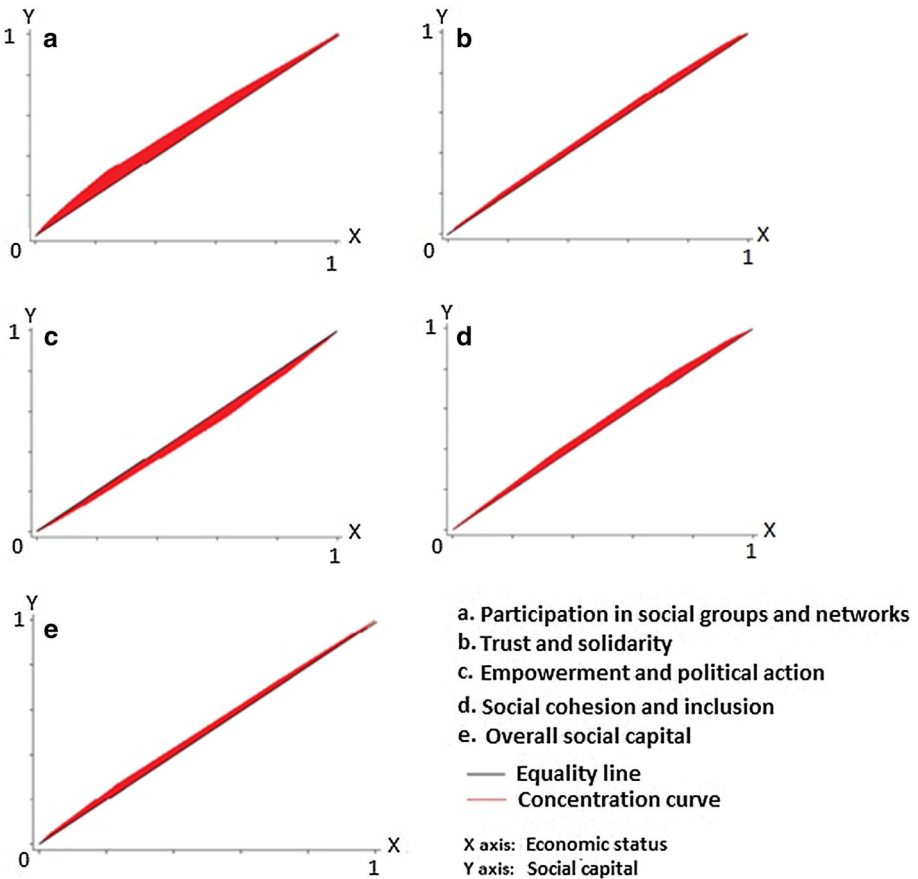 Y
a
1
0
X
1
Y
b
1
0
X
1
Y
c
1
0
X
1
Y
d
1
0
X
1
Y
e
1
0
X
1
a. Participation in social groups and networks
b. Trust and solidarity
c. Empowerment and political action
d. Social cohesion and inclusion
e. Overall social capital
Equality line
Concentration curve
X axis: Economic status
Y axis: Social capital